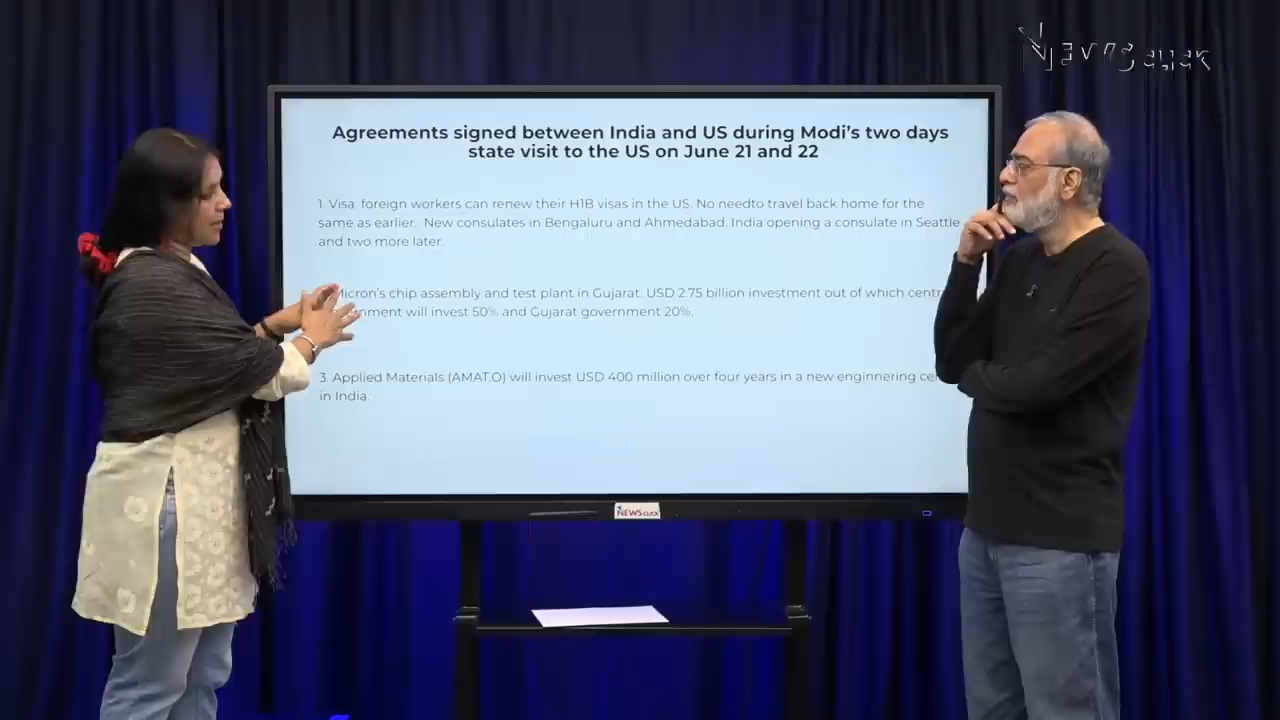 NEWSCLICK
Agreements signed between India and US during Modi's two days
state visit to the US on June 21 and 22
1. Visa: foreign workers can renew their H1B visas in the US. No needto travel back home for the
same as earlier. New consulates in Bengaluru and Ahmedabad. India opening a consulate in Seattle
and two more later.
Micron's chip assembly and test plant in Gujarat. USD 2.75 billion investment out of which
will invest 50% and Gujarat government 20%.
3. Applied Materials (AMAT.O) will invest USD 400 million over four years in a new enginnering
in India.
NEWSCLICK